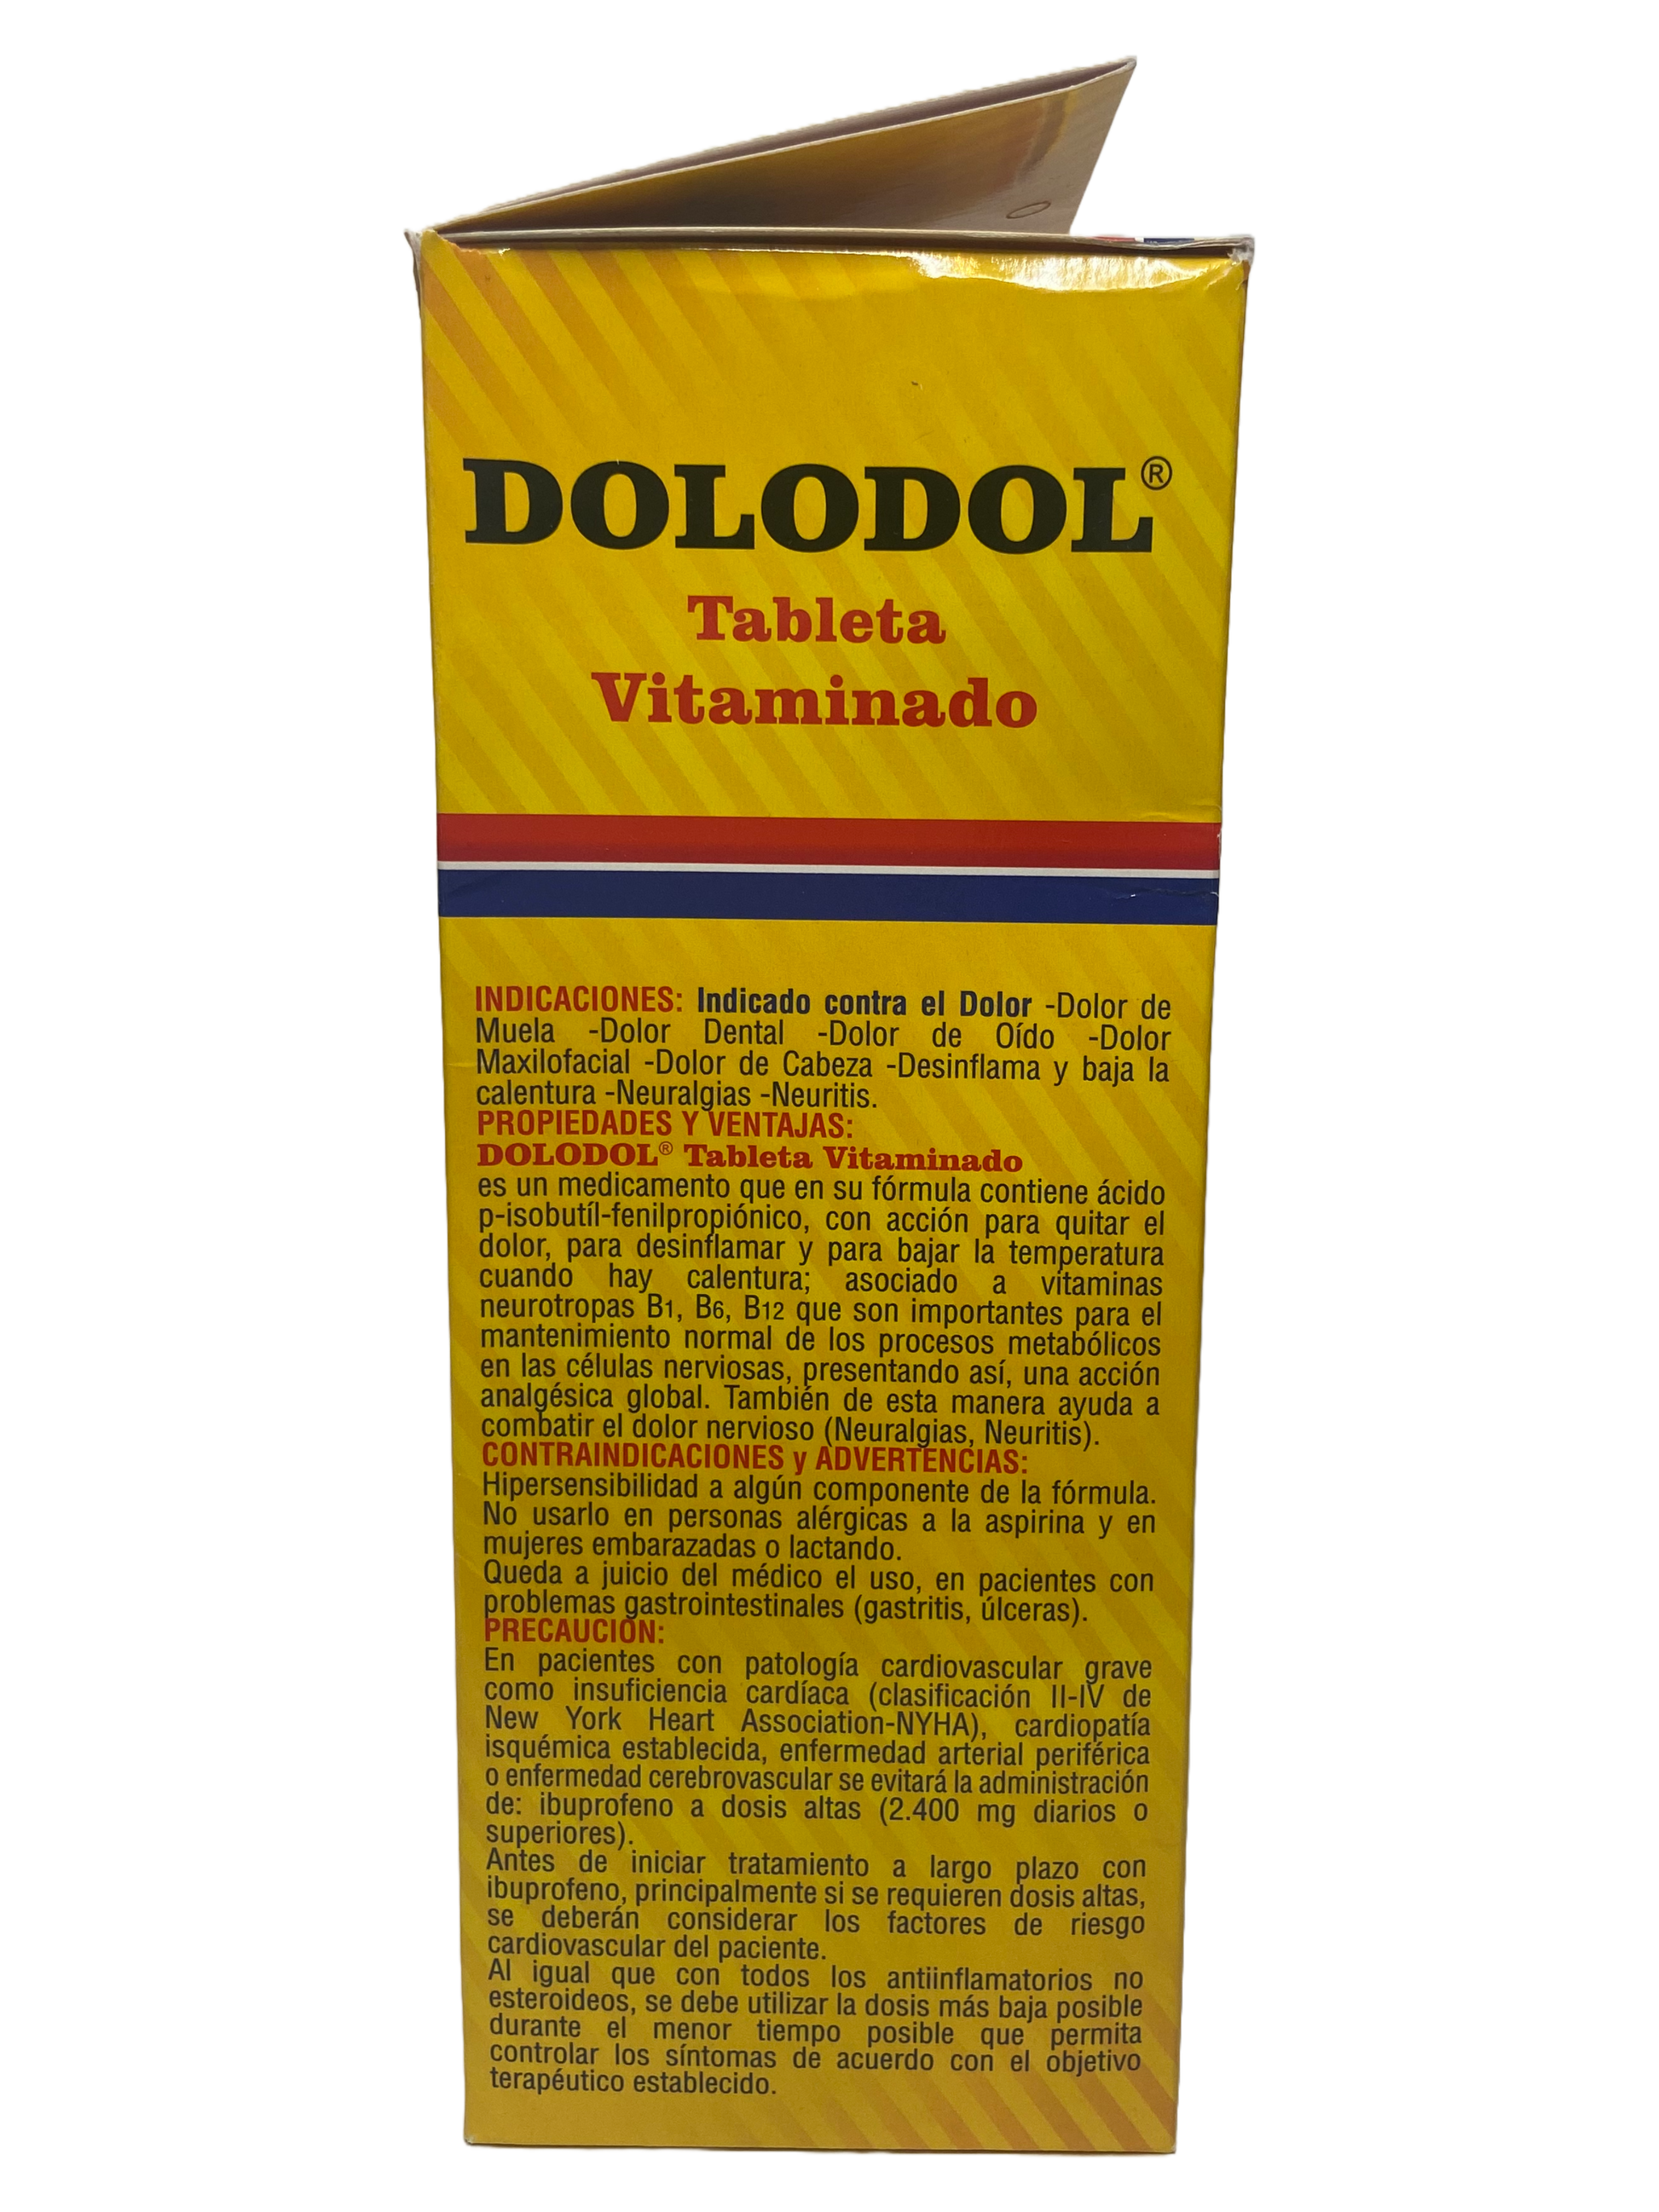 DOLODOL®
Tableta
Vitaminado
INDICACIONES: Indicado contra el Dolor -Dolor de
Muela -Dolor Dental -Dolor de Oído -Dolor
Maxilofacial -Dolor de Cabeza -Desinflama y baja la
calentura -Neuralgias -Neuritis.
PROPIEDADES Y VENTAJAS:
DOLODOL® Tableta Vitaminado
es un medicamento que en su fórmula contiene ácido
p-isobutíl-fenilpropiónico, con acción para quitar el
dolor, para desinflamar y para bajar la temperatura
cuando hay calentura; asociado a vitaminas
neurotropas B1, B6, B12 que son importantes para el
mantenimiento normal de los procesos metabólicos
en las células nerviosas, presentando así, una acción
analgésica global. También de esta manera ayuda a
combatir el dolor nervioso (Neuralgias, Neuritis).
CONTRAINDICACIONES y ADVERTENCIAS:
Hipersensibilidad a algún componente de la fórmula.
No usarlo en personas alérgicas a la aspirina y en
mujeres embarazadas o lactando.
Queda a juicio del médico el uso, en pacientes con
problemas gastrointestinales (gastritis, úlceras).
PRECAUCIÓN:
En pacientes con patología cardiovascular grave
como insuficiencia cardíaca (clasificación II-IV de
New York Heart Association-NYHA), cardiopatía
isquémica establecida, enfermedad arterial periférica
o enfermedad cerebrovascular se evitará la administración
de: ibuprofeno a dosis altas (2.400 mg diarios o
superiores).
Antes de iniciar tratamiento a largo plazo con
ibuprofeno, principalmente si se requieren dosis altas,
se deberán considerar los factores de riesgo
cardiovascular del paciente.
Al igual que con todos los antiinflamatorios no
esteroideos, se debe utilizar la dosis más baja posible
durante el menor tiempo posible que permita
controlar los síntomas de acuerdo con el objetivo
terapéutico establecido.